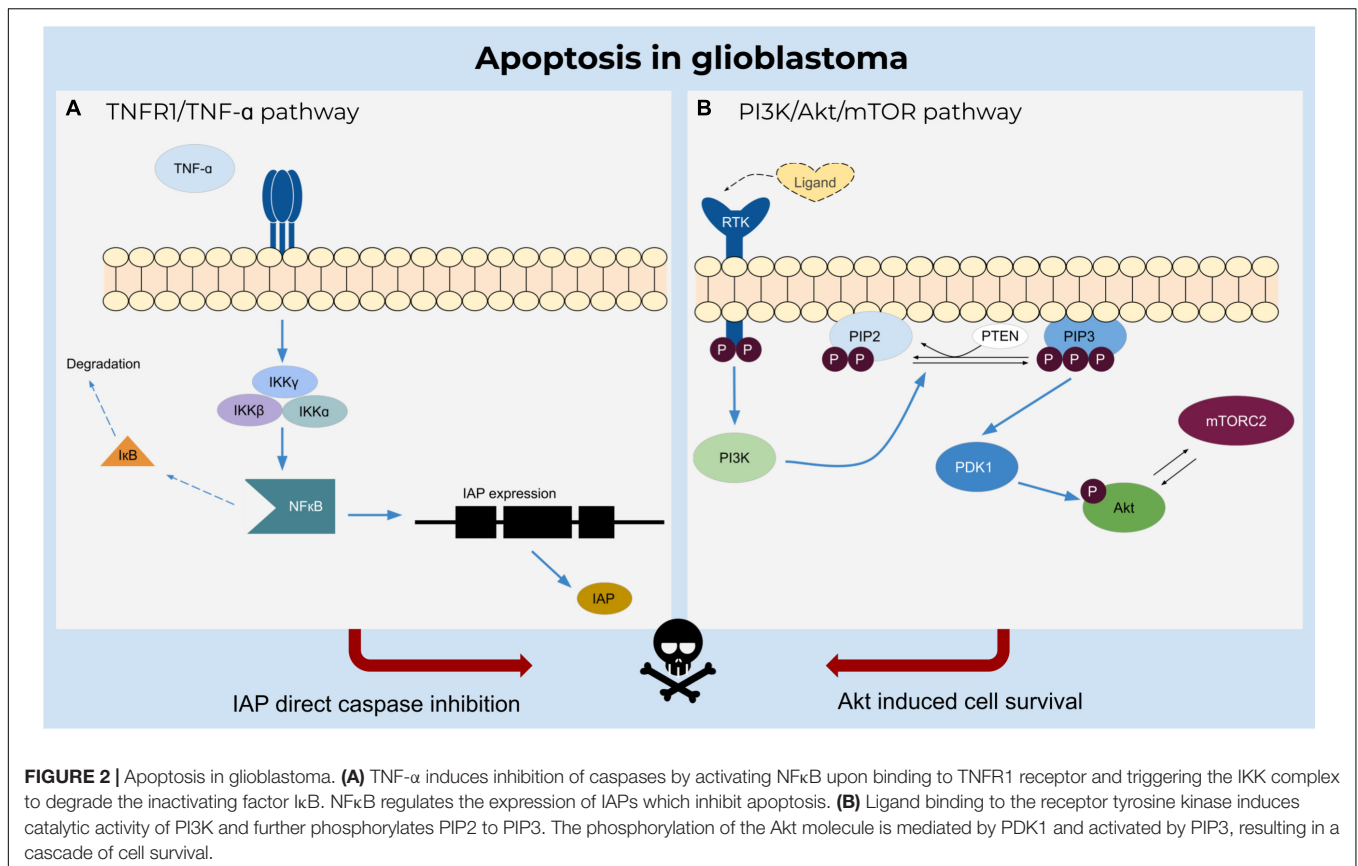 Apoptosis in glioblastoma
A TNFR1/TNF-ɑ pathway
TNF-ɑ
IKKγ
IKKβ
IKKɑ
Degradation
IκB
NFκB
IAP expression
IAP
B PI3K/Akt/mTOR pathway
Ligand
RTK
P P
PIP2
P P
PTEN
PIP3
P P P
PI3K
PDK1
mTORC2
P
Akt
IAP direct caspase inhibition
Akt induced cell survival
FIGURE 2 | Apoptosis in glioblastoma. (A) TNF-α induces inhibition of caspases by activating NFκB upon binding to TNFR1 receptor and triggering the IKK complex
to degrade the inactivating factor IκB. NFκB regulates the expression of IAPs which inhibit apoptosis. (B) Ligand binding to the receptor tyrosine kinase induces
catalytic activity of PI3K and further phosphorylates PIP2 to PIP3. The phosphorylation of the Akt molecule is mediated by PDK1 and activated by PIP3, resulting in a
cascade of cell survival.